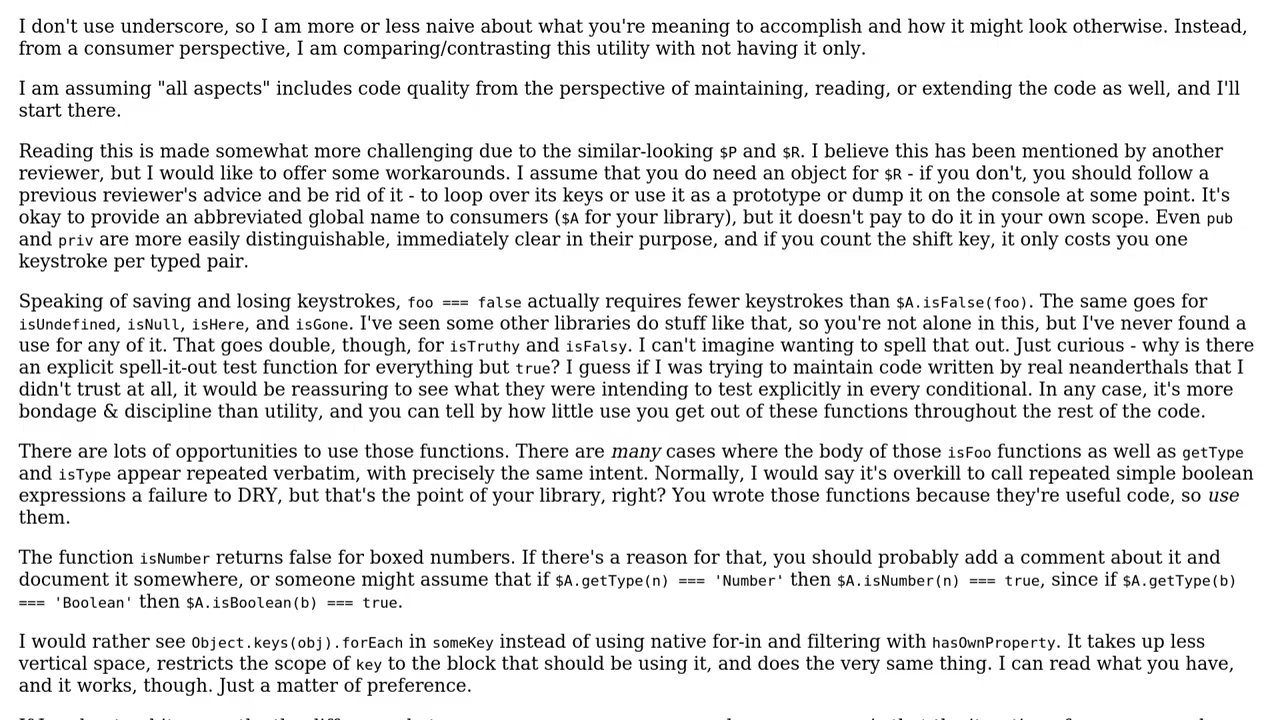 I don't use underscore, so I am more or less naive about what you're meaning to accomplish and how it might look otherwise. Instead,
from a consumer perspective, I am comparing/contrasting this utility with not having it only.
I am assuming "all aspects" includes code quality from the perspective of maintaining, reading, or extending the code as well, and I'll
start there.
Reading this is made somewhat more challenging due to the similar-looking $P and $R. I believe this has been mentioned by another
reviewer, but I would like to offer some workarounds. I assume that you do need an object for $R - if you don't, you should follow a
previous reviewer's advice and be rid of it - to loop over its keys or use it as a prototype or dump it on the console at some point. It's
okay to provide an abbreviated global name to consumers ($A for your library), but it doesn't pay to do it in your own scope. Even pub
and priv are more easily distinguishable, immediately clear in their purpose, and if you count the shift key, it only costs you one
keystroke per typed pair.
Speaking of saving and losing keystrokes, foo === false actually requires fewer keystrokes than $A.isFalse(foo). The same goes for
isUndefined, isNull, isHere, and isGone. I've seen some other libraries do stuff like that, so you're not alone in this, but I've never found a
use for any of it. That goes double, though, for isTruthy and isFalsy. I can't imagine wanting to spell that out. Just curious - why is there
an explicit spell-it-out test function for everything but true? I guess if I was trying to maintain code written by real neanderthals that I
didn't trust at all, it would be reassuring to see what they were intending to test explicitly in every conditional. In any case, it's more
bondage & discipline than utility, and you can tell by how little use you get out of these functions throughout the rest of the code.
There are lots of opportunities to use those functions. There are many cases where the body of those isFoo functions as well as getType
and isType appear repeated verbatim, with precisely the same intent. Normally, I would say it's overkill to call repeated simple boolean
expressions a failure to DRY, but that's the point of your library, right? You wrote those functions because they're useful code, so use
them.
The function isNumber returns false for boxed numbers. If there's a reason for that, you should probably add a comment about it and
document it somewhere, or someone might assume that if $A.getType(n) === 'Number' then $A.isNumber(n) === true, since if $A.getType(b)
=== 'Boolean' then $A.isBoolean(b) === true.
I would rather see Object.keys(obj).forEach in someKey instead of using native for-in and filtering with hasOwnProperty. It takes up less
vertical space, restricts the scope of key to the block that should be using it, and does the very same thing. I can read what you have,
and it works, though. Just a matter of preference.